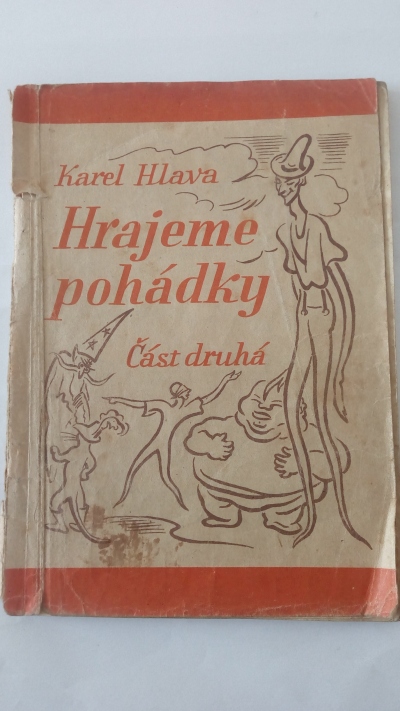 Karel Hlava
Hrajeme
pohádky
Část druhá